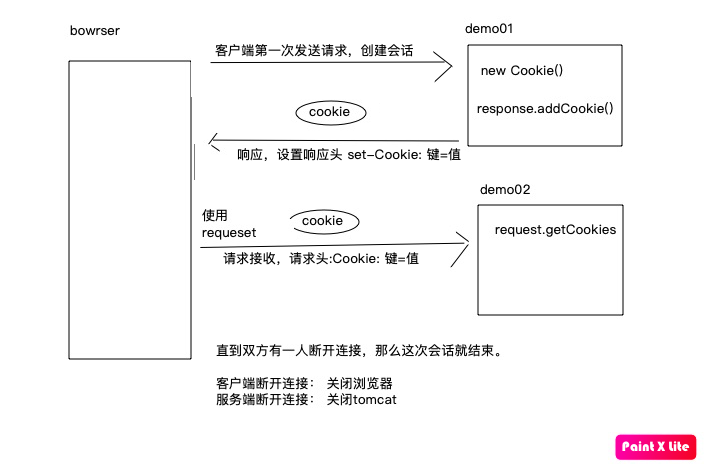 bowrser
demo01
客户端第一次发送请求，创建会话
new Cookie()
cookie
response.addCookie()
响应，设置响应头 set-Cookie: 键=值
demo02
使用
requeset
cookie
request.getCookies
请求接收，请求头:Cookie: 键=值
直到双方有一人断开连接，那么这次会话就结束。
客户端断开连接： 关闭浏览器
服务端断开连接： 关闭tomcat
Paint X Lite